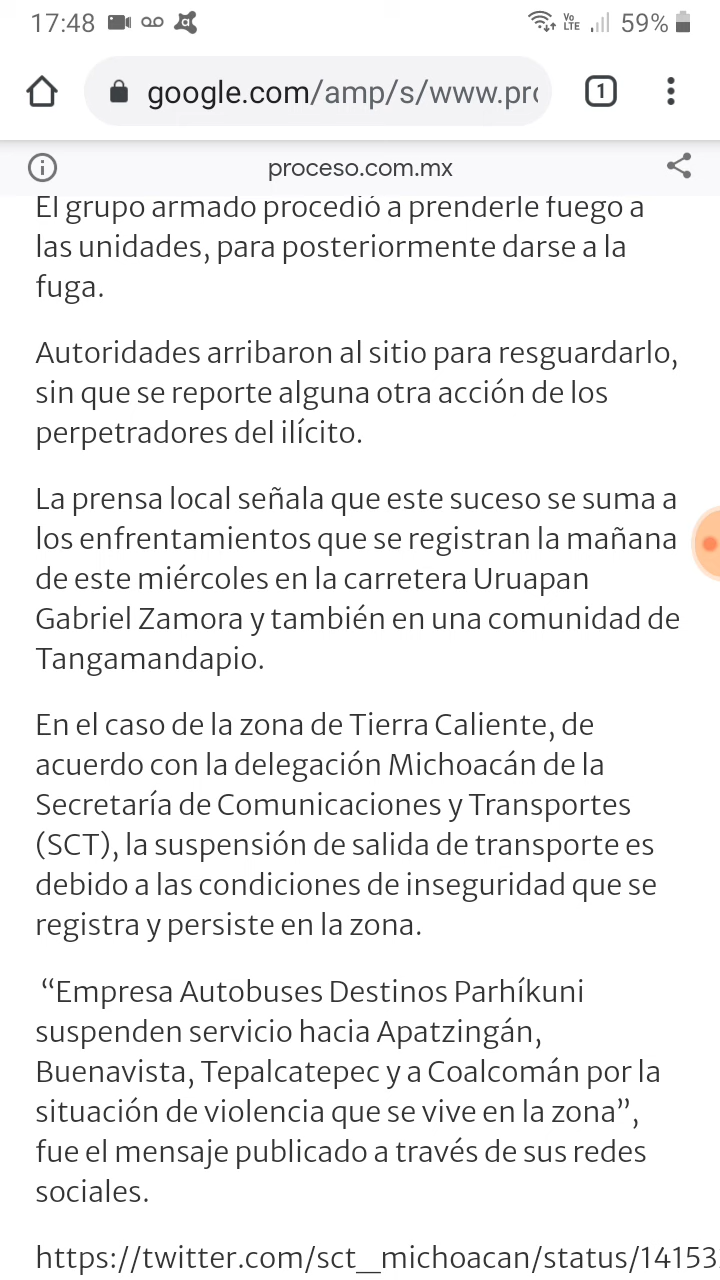 17:48
Vo
LTE
59%
google.com/amp/s/www.pro
1
proceso.com.mx
El grupo armado procedió a prenderle fuego a
las unidades, para posteriormente darse a la
fuga.
Autoridades arribaron al sitio para resguardarlo,
sin que se reporte alguna otra acción de los
perpetradores del ilícito.
La prensa local señala que este suceso se suma a
los enfrentamientos que se registran la mañana
de este miércoles en la carretera Uruapan
Gabriel Zamora y también en una comunidad de
Tangamandapio.
En el caso de la zona de Tierra Caliente, de
acuerdo con la delegación Michoacán de la
Secretaría de Comunicaciones y Transportes
(SCT), la suspensión de salida de transporte es
debido a las condiciones de inseguridad que se
registra y persiste en la zona.
“Empresa Autobuses Destinos Parhíkuni
suspenden servicio hacia Apatzingán,
Buenavista, Tepalcatepec y a Coalcomán por la
situación de violencia que se vive en la zona”,
fue el mensaje publicado a través de sus redes
sociales.
https://twitter.com/sct_michoacan/status/14153